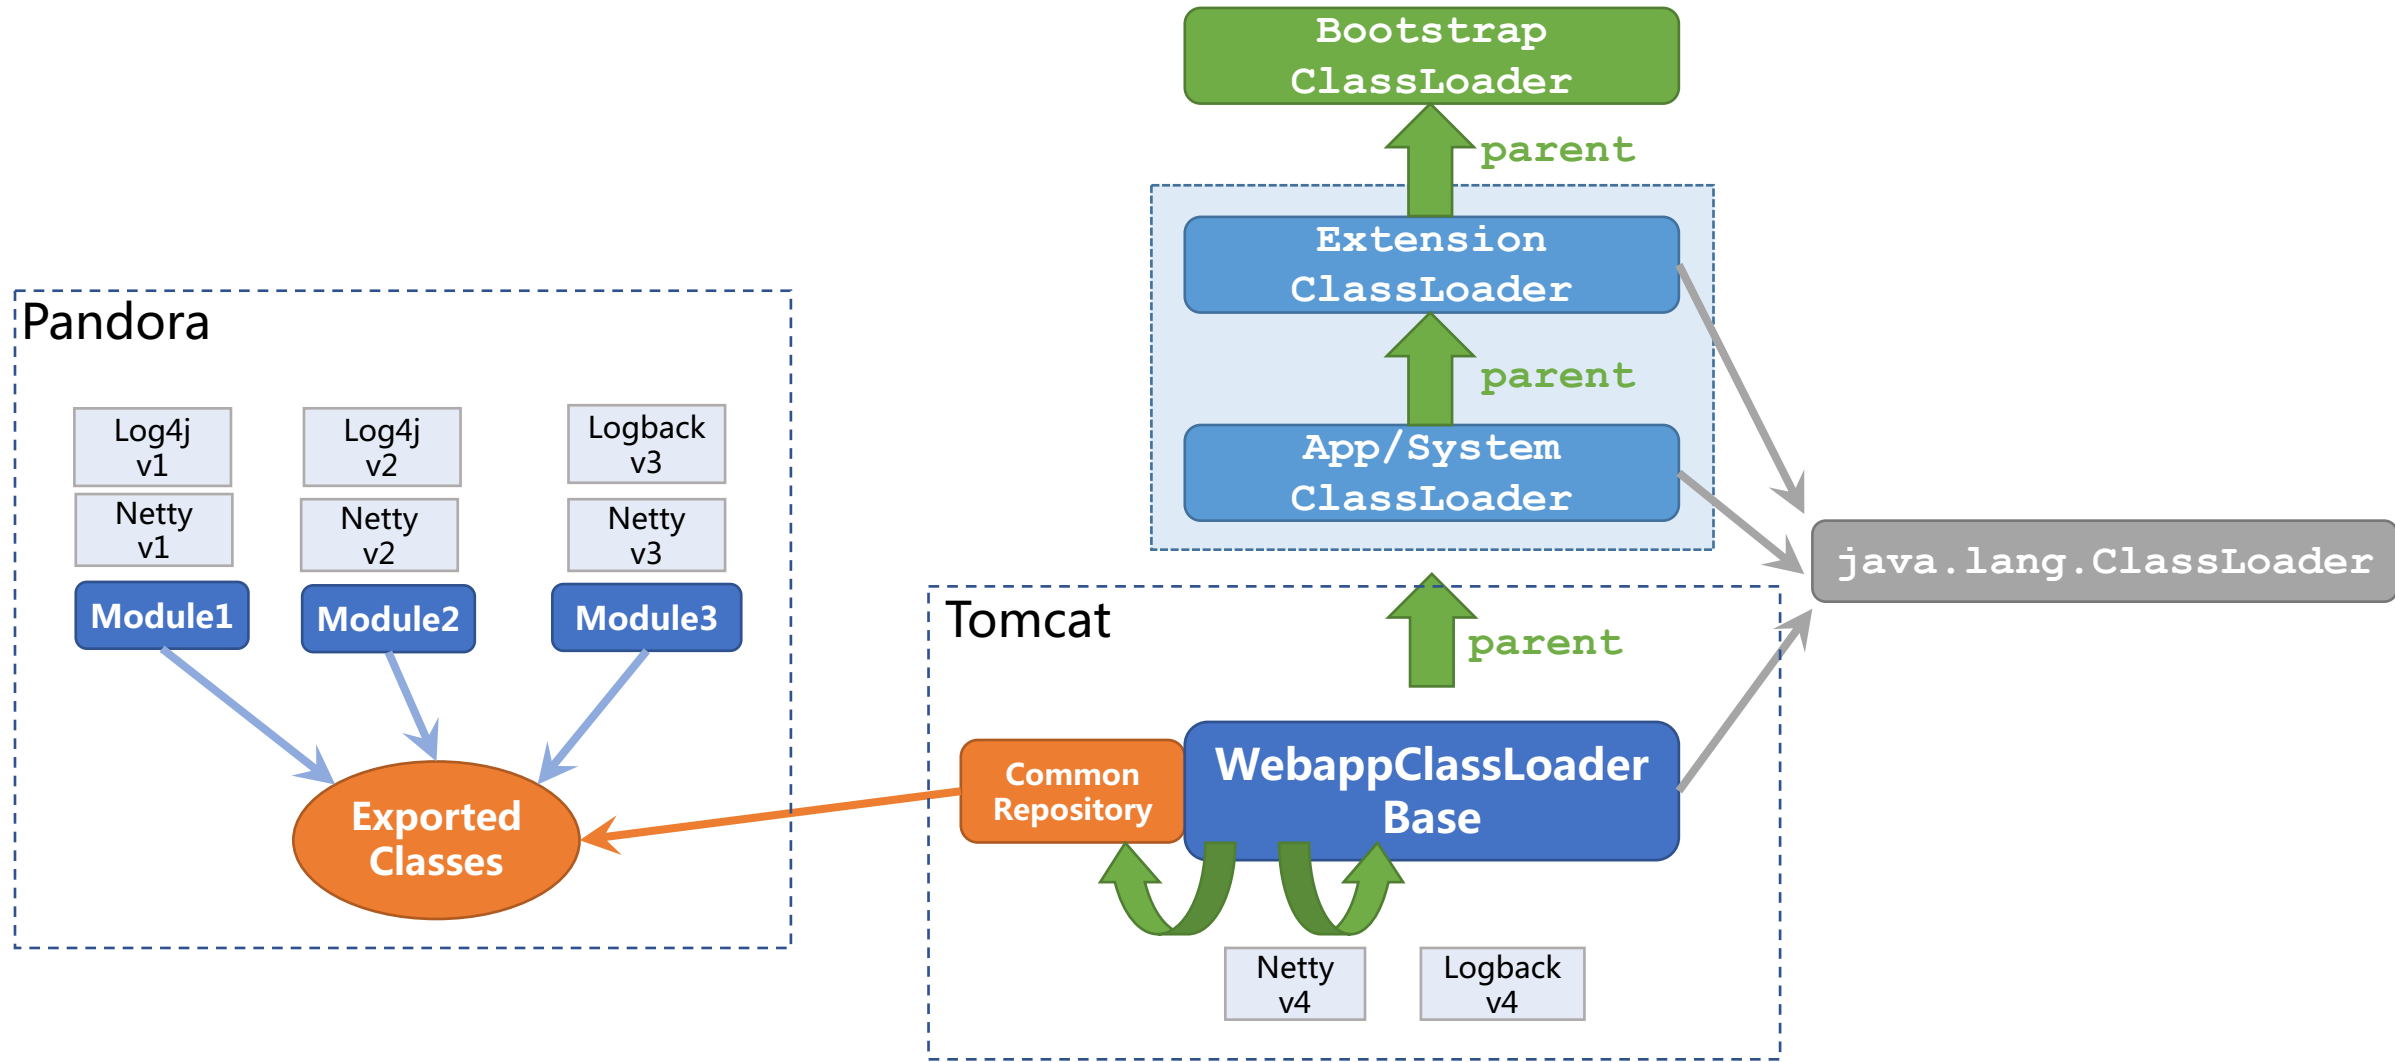 Bootstrap
ClassLoader
parent
Extension
ClassLoader
parent
App/System
ClassLoader
java.lang.ClassLoader
Pandora
Log4j
v1
Log4j
v2
Logback
v3
Netty
v1
Netty
v2
Netty
v3
Module1
Module2
Module3
Exported
Classes
Tomcat
parent
Common
Repository
WebappClassLoader
Base
Netty
v4
Logback
v4